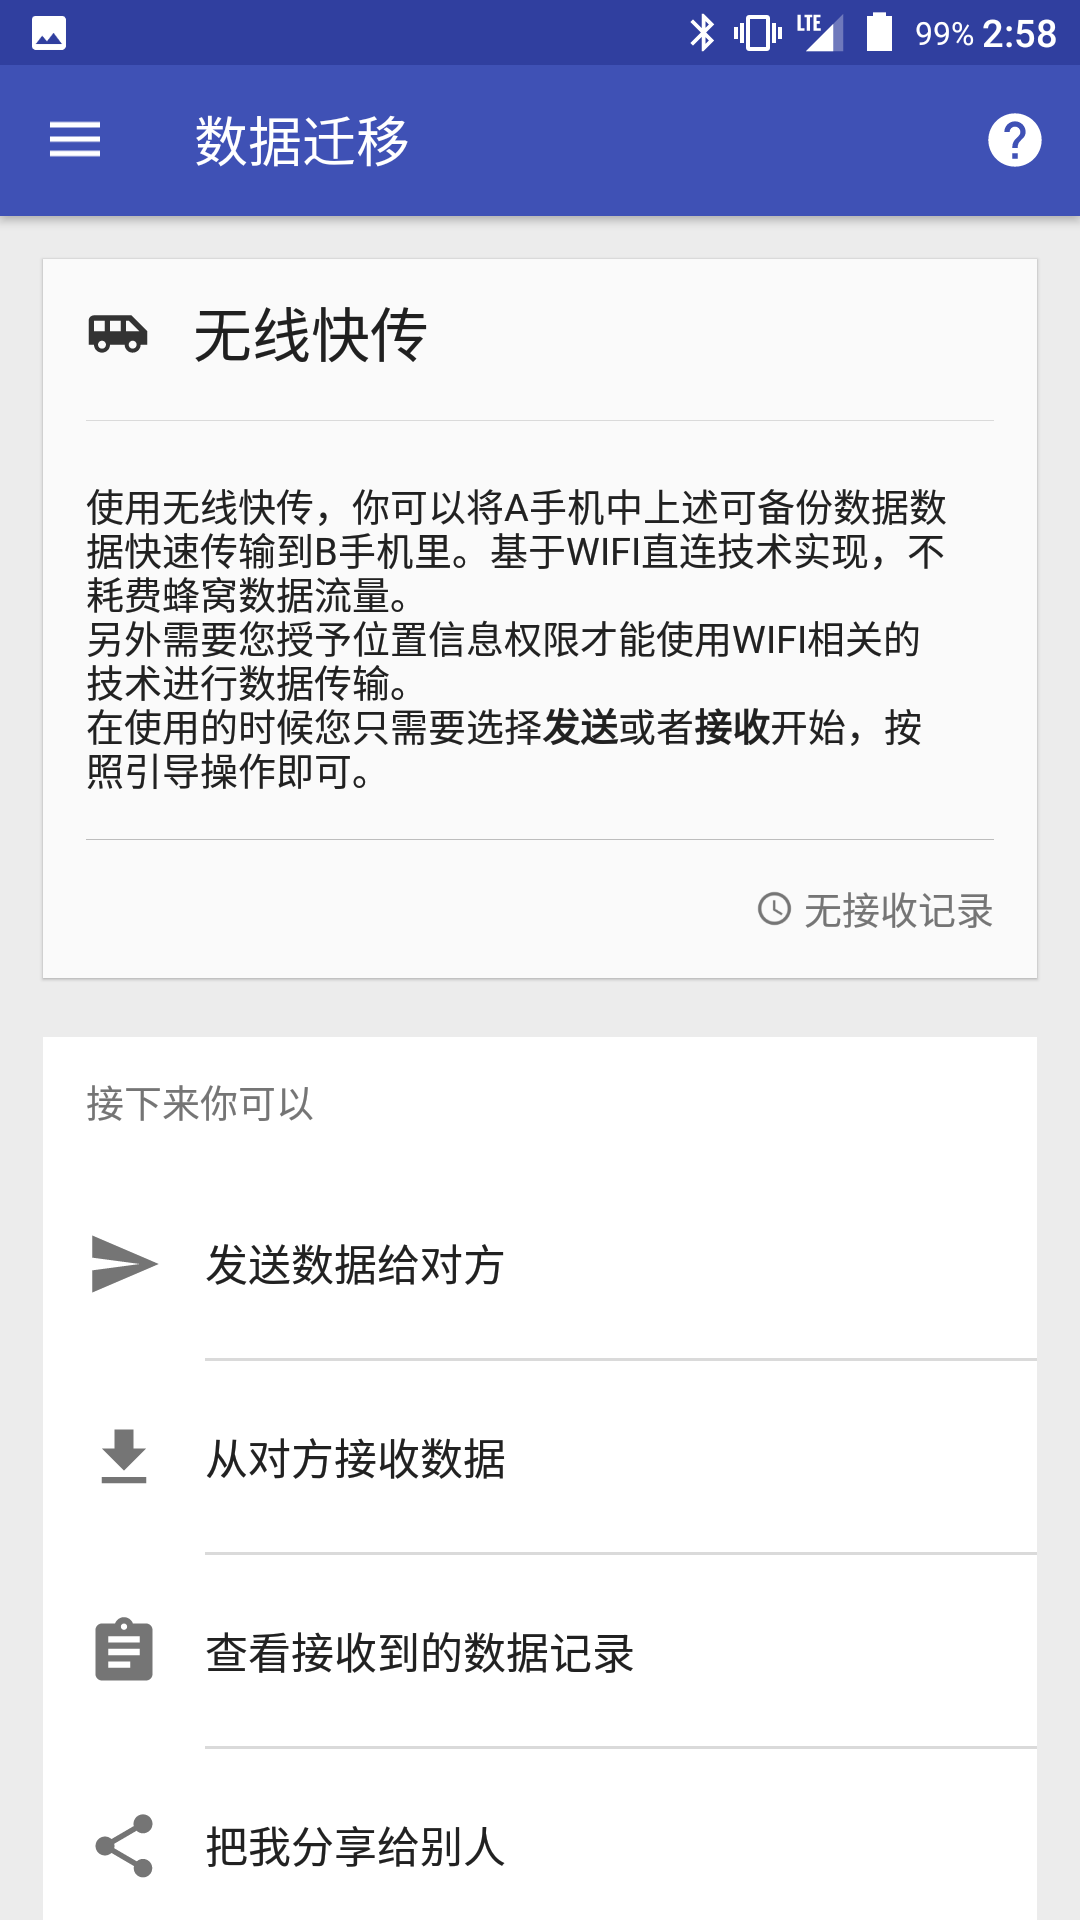 LTE 99% 2:58
数据迁移
无线快传
使用无线快传，你可以将A手机中上述可备份数据数
据快速传输到B手机里。基于WIFI直连技术实现，不
耗费蜂窝数据流量。
另外需要您授予位置信息权限才能使用WIFI相关的
技术进行数据传输。
在使用的时候您只需要选择发送或者接收开始，按
照引导操作即可。
无接收记录
接下来你可以
发送数据给对方
从对方接收数据
查看接收到的数据记录
把我分享给别人